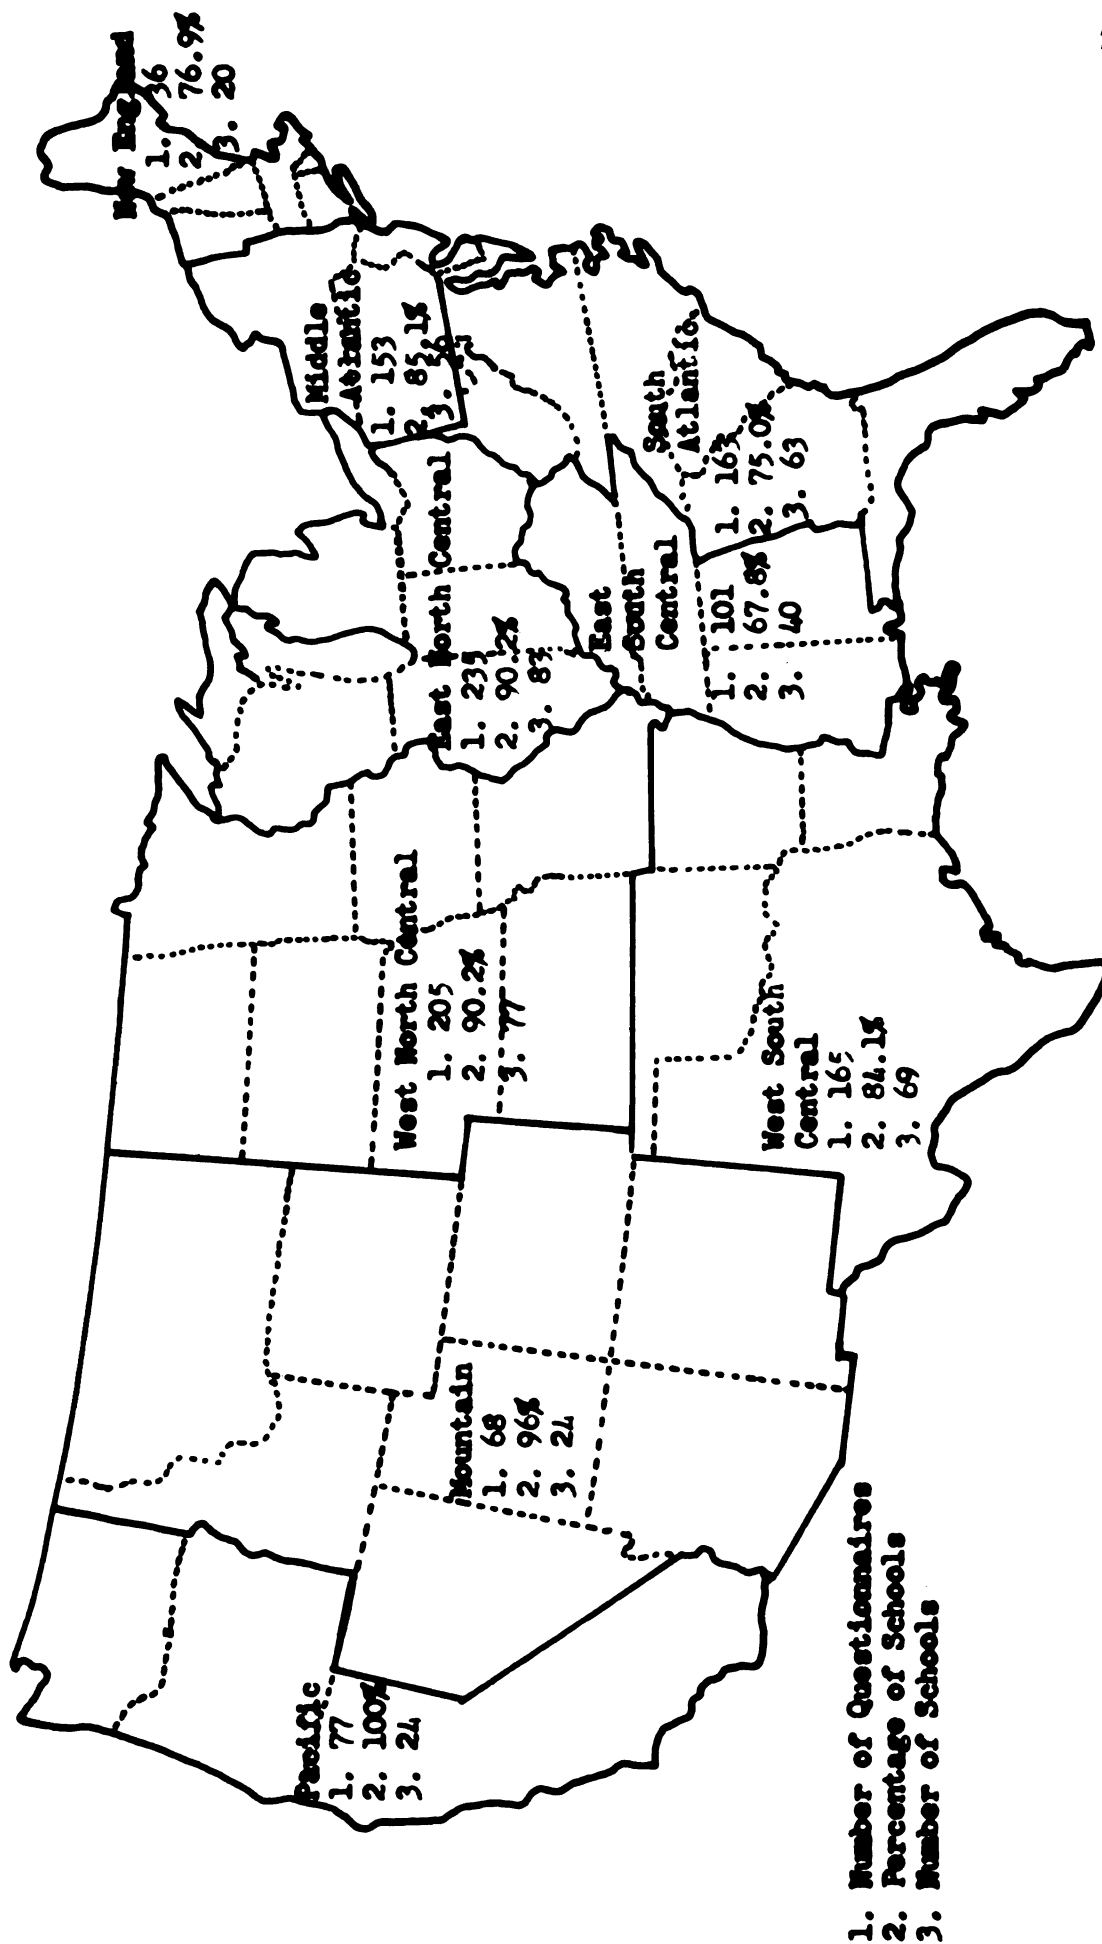 New England
1. 36
2. 76.9%
3. 20
Middle
Atlantic
1. 153
2. 85.1%
3. 56
South
Atlantic
1. 163
2. 75.0%
3. 63
East North Central
1. 235
2. 90.2%
3. 83
East
South
Central
1. 101
2. 67.8%
3. 40
West North Central
1. 205
2. 90.2%
3. 77
West South
Central
1. 165
2. 84.1%
3. 69
Mountain
1. 68
2. 96%
3. 24
Pacific
1. 77
2. 100%
3. 24
1. Number of Questionnaires
2. Percentage of Schools
3. Number of Schools